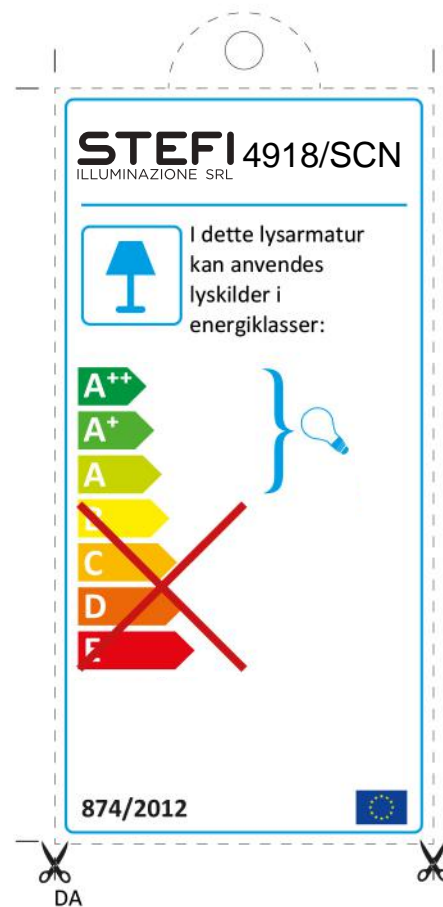 STEFI 4918/SCN
ILLUMINAZIONE SRL
I dette lysarmatur
kan anvendes
lyskilder i
energiklasser:
A++
A+
A
B
C
D
E
874/2012
DA